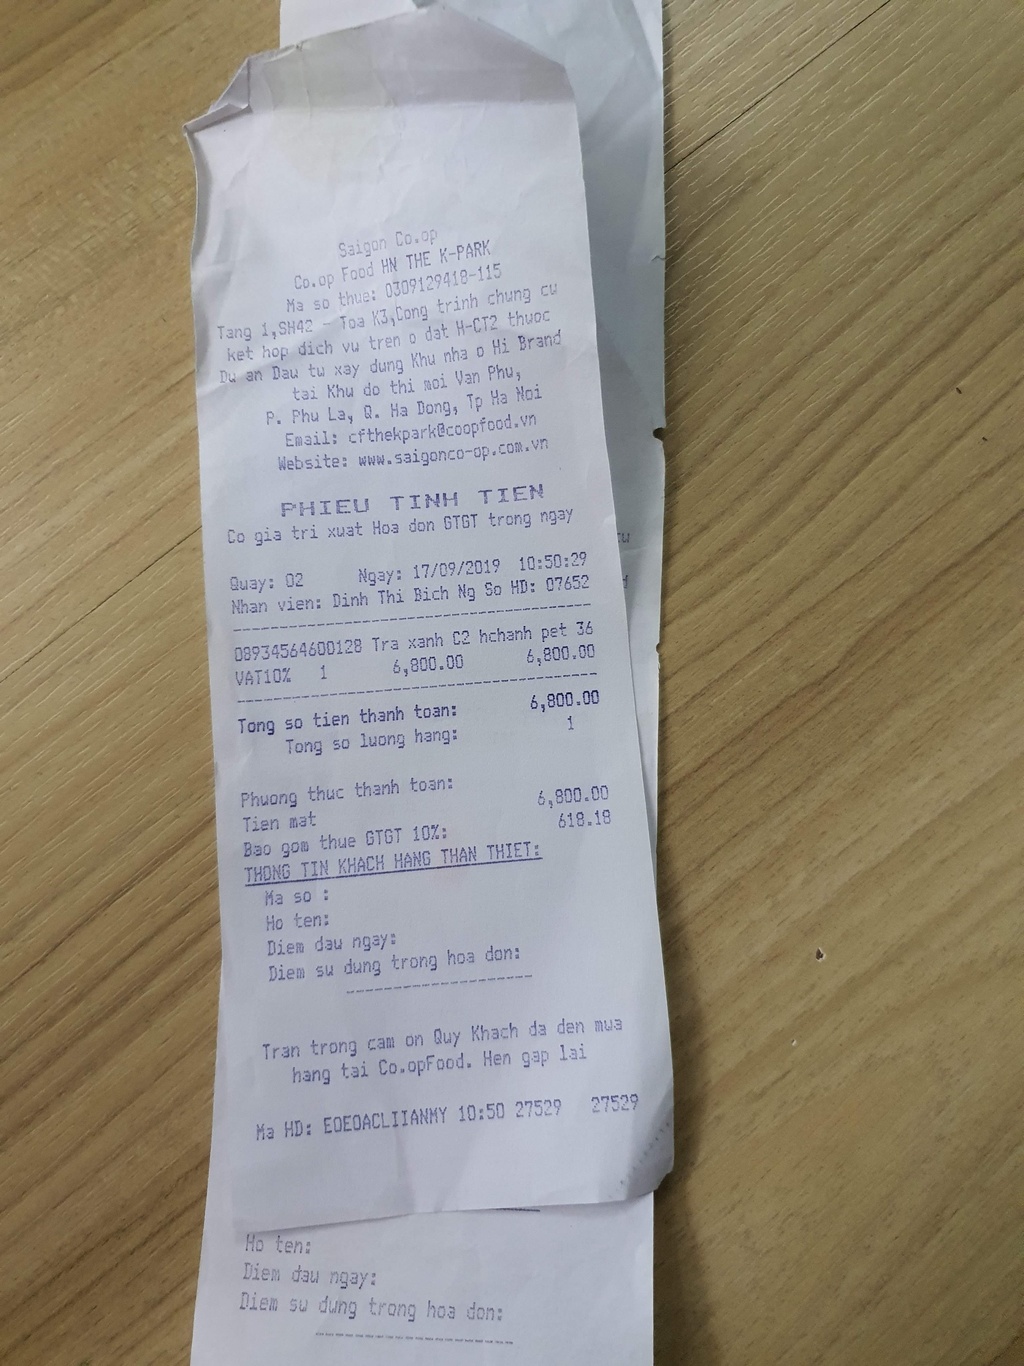 Saigon Co.op
Co.op Food HN THE K-PARK
Ma so thue: 0309129418-115
Tang 1,SH42 - Toa K3,Cong trinh chung cu
ket hop dich vu tren o dat H-CT2 thuoc
Du an Dau tu xay dung Khu nha o Hi Brand
tai Khu do thi moi Van Phu,
P. Phu La, Q. Ha Dong, Tp Ha Noi
Email: cfthekpark@coopfood.vn
Website: www.saigonco-op.com.vn
PHIEU TINH TIEN
Co gia tri xuat Hoa don GTGT trong ngay
Quay: 02 Ngay: 17/09/2019 10:50:29
Nhan vien: Dinh Thi Bich Ng So HD: 07652
08934564600128 Tra xanh C2 hchanh pet 36
VAT10% 1 6,800.00 6,800.00
Tong so tien thanh toan: 6,800.00
Tong so luong hang: 1
Phuong thuc thanh toan:
Tien mat 6,800.00
Bao gom thue GTGT 10%: 618.18
THONG TIN KHACH HANG THAN THIET:
Ma so :
Ho ten:
Diem dau ngay:
Diem su dung trong hoa don:
Tran trong cam on Quy Khach da den mua
hang tai Co.opFood. Hen gap lai
Ma HD: EOEOACLIIANMY 10:50 27529 27529
Ho ten:
Diem dau ngay:
Diem su dung trong hoa don: